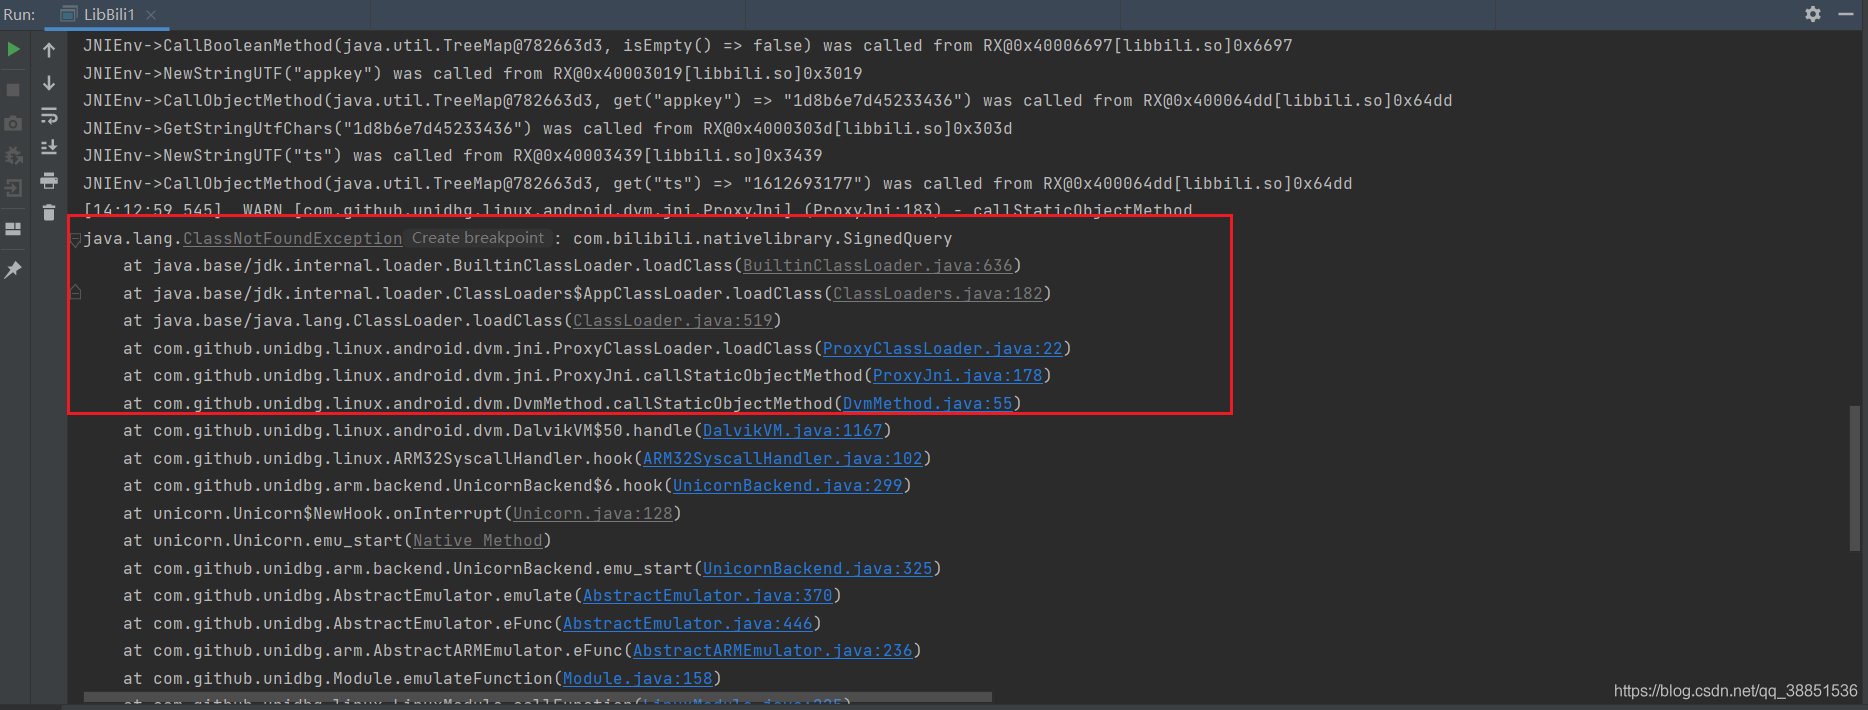 Run: LibBili1
JNIEnv->CallBooleanMethod(java.util.TreeMap@782663d3, isEmpty() => false) was called from RX@0x40006697[libbili.so]0x6697
JNIEnv->NewStringUTF("appkey") was called from RX@0x40003019[libbili.so]0x3019
JNIEnv->CallObjectMethod(java.util.TreeMap@782663d3, get("appkey") => "1d8b6e7d45233436") was called from RX@0x400064dd[libbili.so]0x64dd
JNIEnv->GetStringUtfChars("1d8b6e7d45233436") was called from RX@0x4000303d[libbili.so]0x303d
JNIEnv->NewStringUTF("ts") was called from RX@0x40003439[libbili.so]0x3439
JNIEnv->CallObjectMethod(java.util.TreeMap@782663d3, get("ts") => "1612693177") was called from RX@0x400064dd[libbili.so]0x64dd
[14:12:59 545]  WARN [com.github.unidbg.linux.android.dvm.jni.ProxyJni] (ProxyJni:183) - callStaticObjectMethod
java.lang.ClassNotFoundException Create breakpoint : com.bilibili.nativelibrary.SignedQuery
at java.base/jdk.internal.loader.BuiltinClassLoader.loadClass(BuiltinClassLoader.java:636)
at java.base/jdk.internal.loader.ClassLoaders$AppClassLoader.loadClass(ClassLoaders.java:182)
at java.base/java.lang.ClassLoader.loadClass(ClassLoader.java:519)
at com.github.unidbg.linux.android.dvm.jni.ProxyClassLoader.loadClass(ProxyClassLoader.java:22)
at com.github.unidbg.linux.android.dvm.jni.ProxyJni.callStaticObjectMethod(ProxyJni.java:178)
at com.github.unidbg.linux.android.dvm.DvmMethod.callStaticObjectMethod(DvmMethod.java:55)
at com.github.unidbg.linux.android.dvm.DalvikVM$50.handle(DalvikVM.java:1167)
at com.github.unidbg.linux.ARM32SyscallHandler.hook(ARM32SyscallHandler.java:102)
at com.github.unidbg.arm.backend.UnicornBackend$6.hook(UnicornBackend.java:299)
at unicorn.Unicorn$NewHook.onInterrupt(Unicorn.java:128)
at unicorn.Unicorn.emu_start(Native Method)
at com.github.unidbg.arm.backend.UnicornBackend.emu_start(UnicornBackend.java:325)
at com.github.unidbg.AbstractEmulator.emulate(AbstractEmulator.java:370)
at com.github.unidbg.AbstractEmulator.eFunc(AbstractEmulator.java:446)
at com.github.unidbg.arm.AbstractARMEmulator.eFunc(AbstractARMEmulator.java:236)
at com.github.unidbg.Module.emulateFunction(Module.java:158)
https://blog.csdn.net/qq_38851536